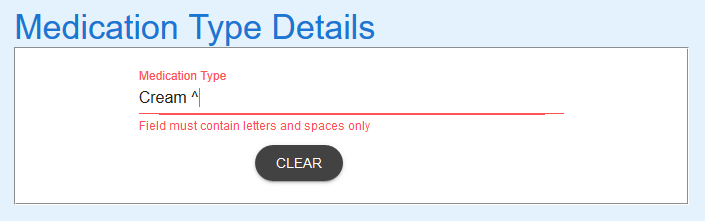 Medication Type Details
Medication Type
Cream ^
Field must contain letters and spaces only
CLEAR